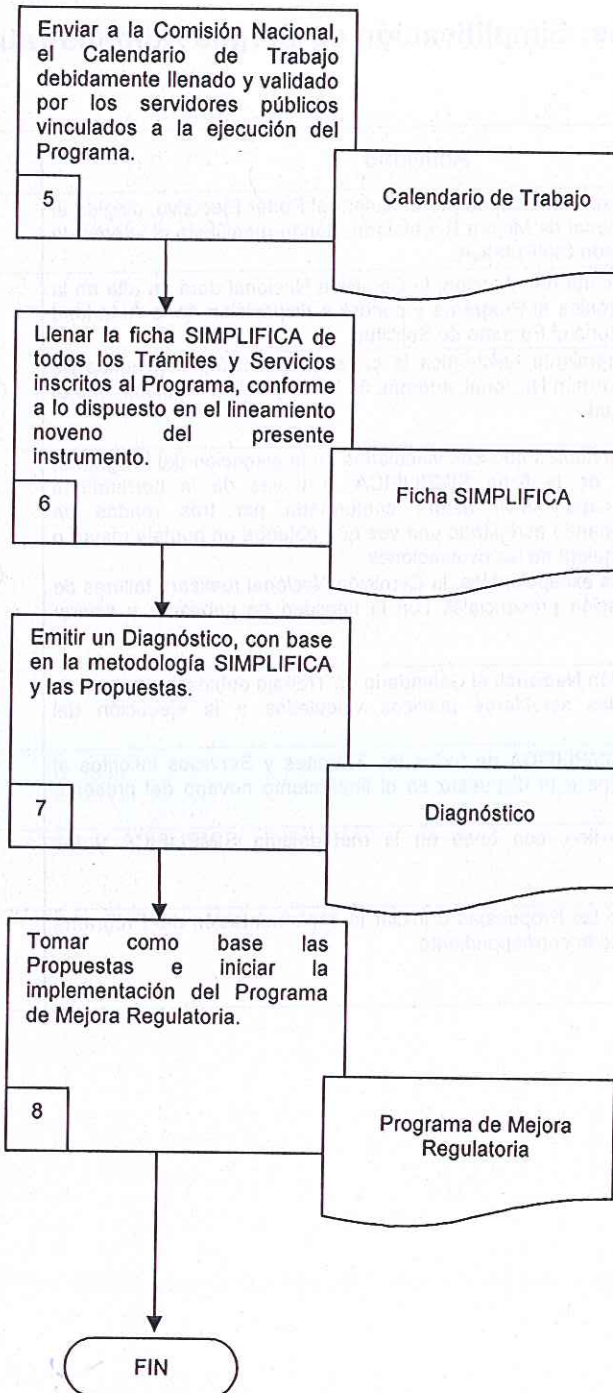 Enviar a la Comisión Nacional,
el Calendario de Trabajo
debidamente llenado y validado
por los servidores públicos
vinculados a la ejecución del
Programa.
5
Calendario de Trabajo
Llenar la ficha SIMPLIFICA de
todos los Trámites y Servicios
inscritos al Programa, conforme
a lo dispuesto en el lineamiento
noveno del presente
instrumento.
6
Ficha SIMPLIFICA
Emitir un Diagnóstico, con base
en la metodología SIMPLIFICA
y las Propuestas.
7
Diagnóstico
Tomar como base las
Propuestas e iniciar la
implementación del Programa
de Mejora Regulatoria.
8
Programa de Mejora
Regulatoria
FIN